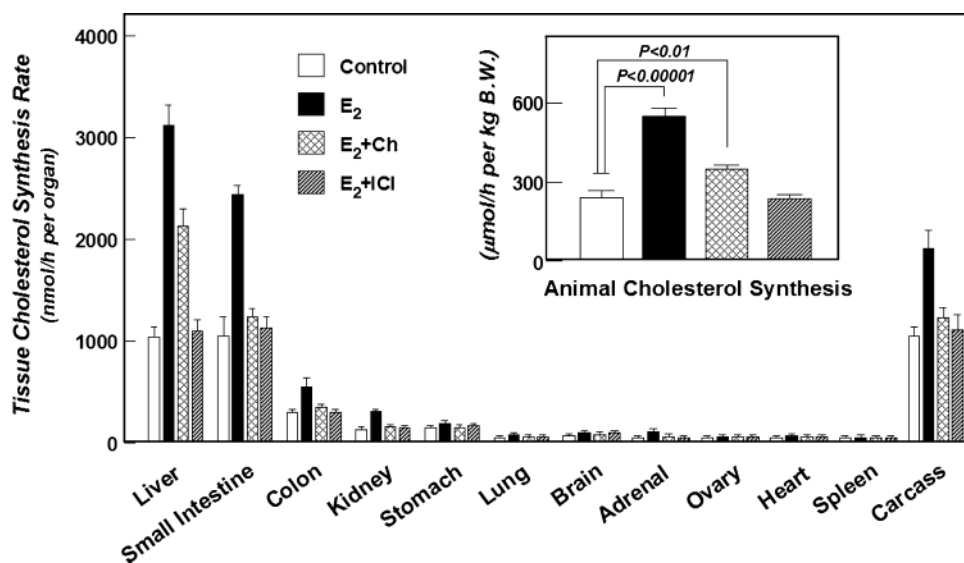 Tissue Cholesterol Synthesis Rate
(nmol/h per organ)
4000
3000
2000
1000
0
Control
E2
E2+Ch
E2+ICI
P<0.01
P<0.00001
(μmol/h per kg B.W.)
600
300
0
Animal Cholesterol Synthesis
Liver
Small Intestine
Colon
Kidney
Stomach
Lung
Brain
Adrenal
Ovary
Heart
Spleen
Carcass